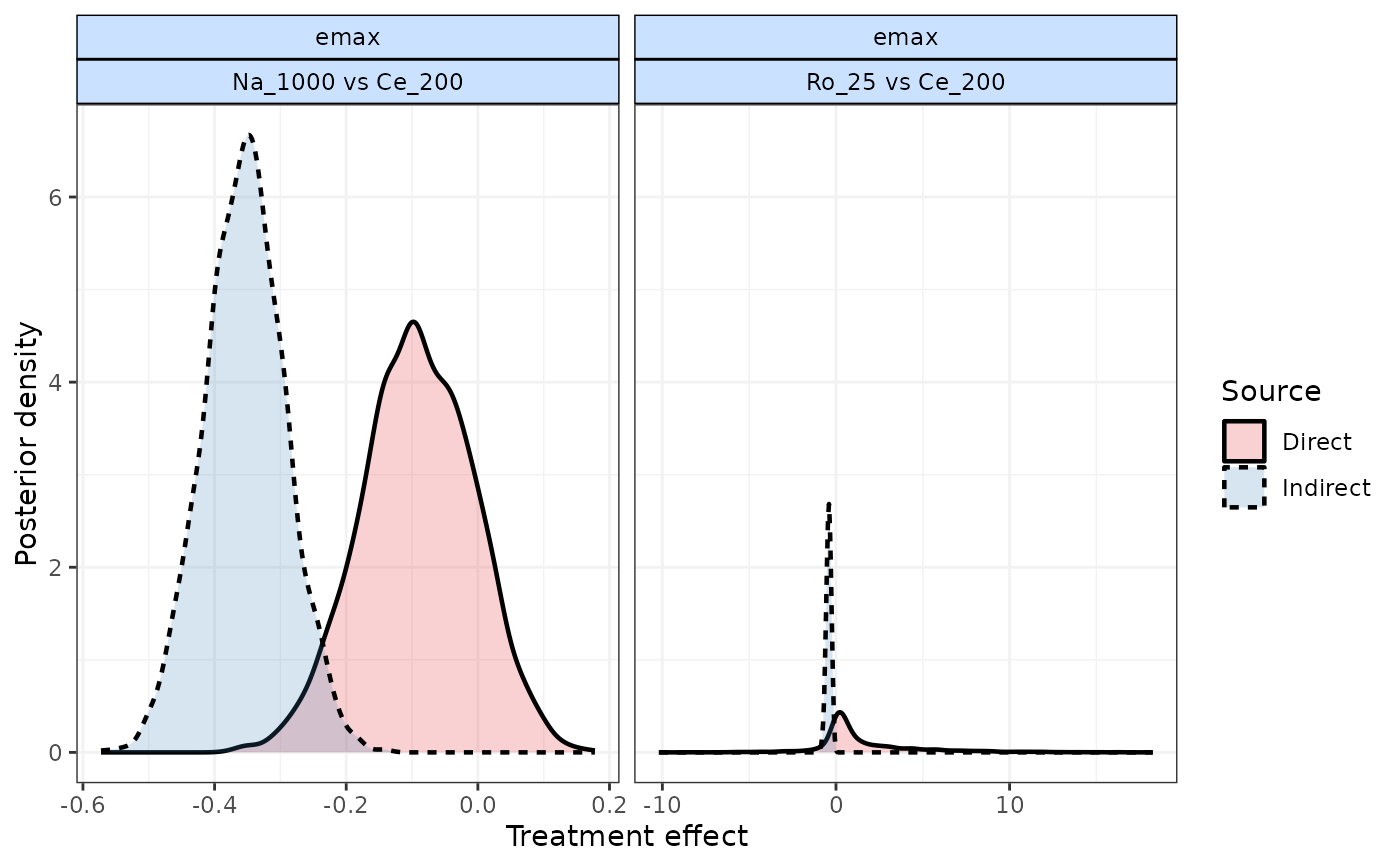 emax
emax
Na_1000 vs Ce_200
Ro_25 vs Ce_200
Posterior density
6
4
2
0
-0.6
-0.4
-0.2
0.0
0.2
-10
0
10
Treatment effect
Source
Direct
Indirect